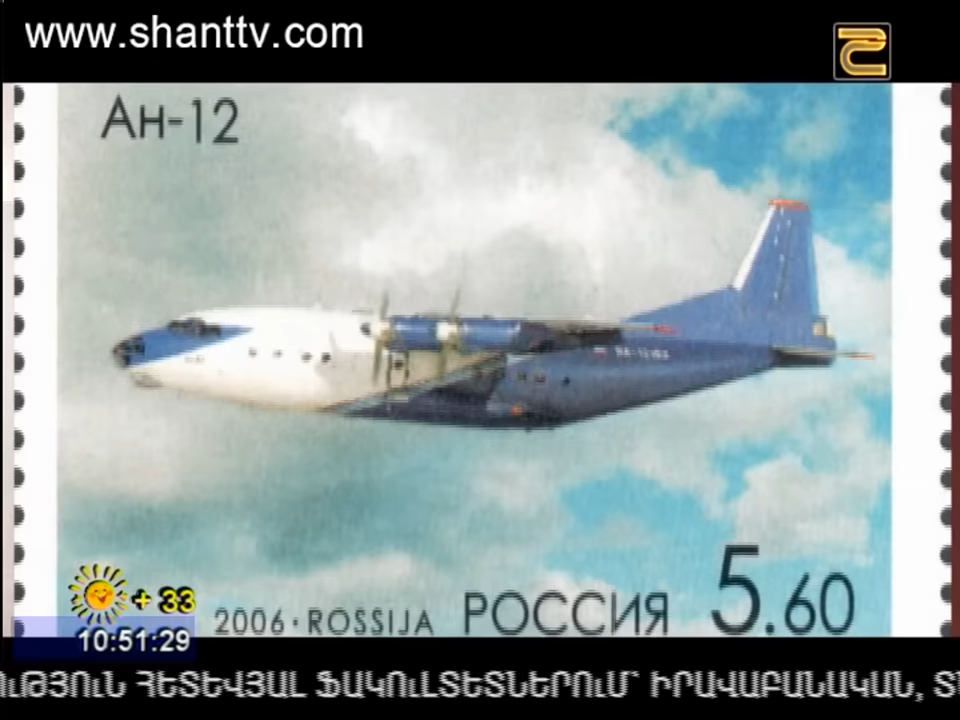 www.shanttv.com
Ан-12
+ 33
2006 · ROSSIJA РОССИЯ 5.60
10:51:29
ՀԵՏԵՎՅԱԼ ՖԱԿՈւԼՏԵՏՆԵՐՈւՄ՝ ԻՐԱՎԱԲԱՆԱԿԱՆ,